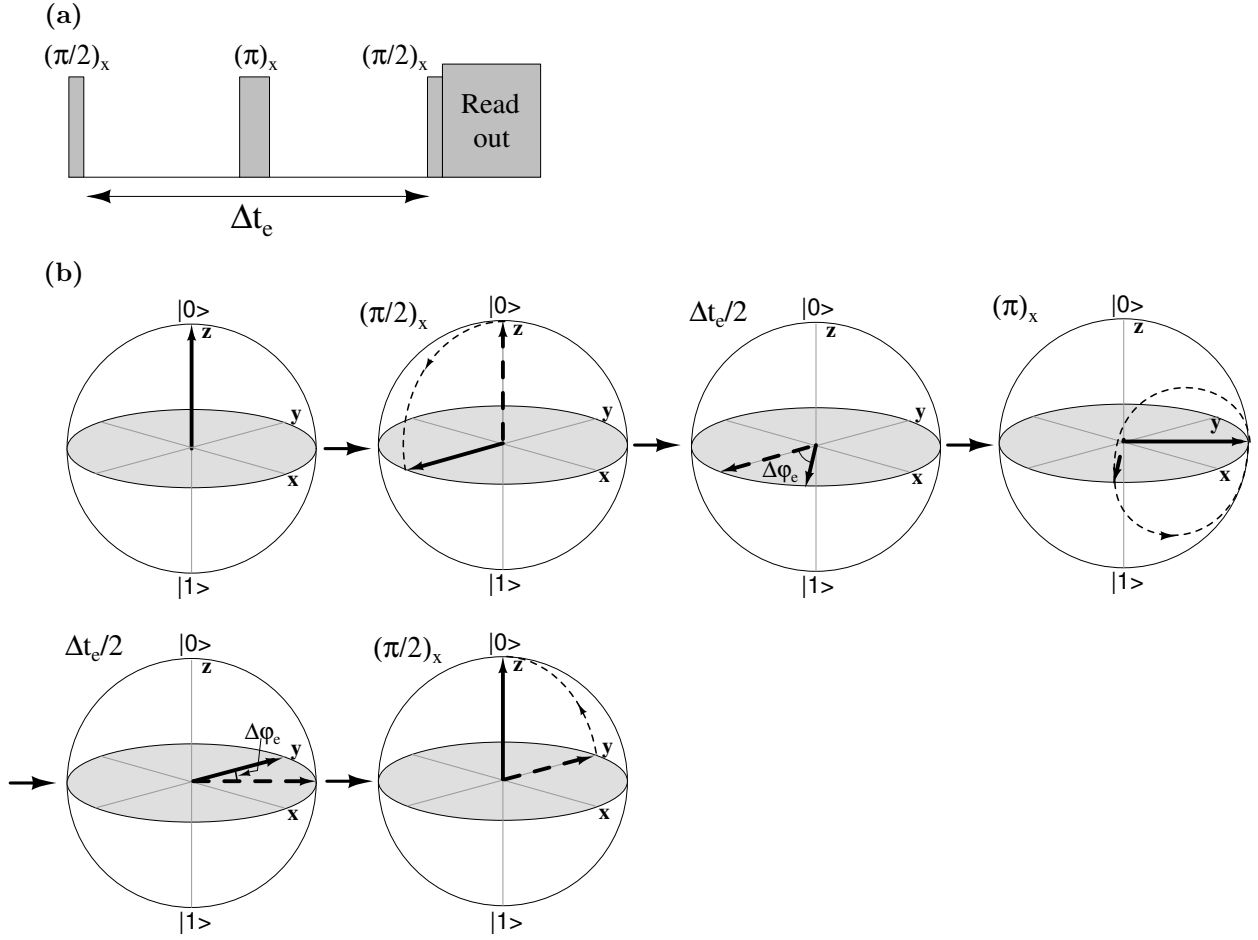 (a)
(π/2)x (π)x (π/2)x
Read
out
Δte
(b)
|0> (π/2)x |0> Δte/2 |0> (π)x |0>
z z z z
y y y y
Δφe
x x x x
|1> |1> |1> |1>
Δte/2 |0> (π/2)x |0>
z z
Δφe y y
x x
|1> |1>